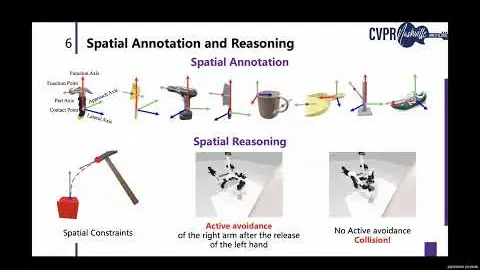 6 Spatial Annotation and Reasoning
CVPR Nashville
Spatial Annotation
Function Axis
Function Point
Part Axis
Approach Axis
Contact Point
Lateral Axis
Spatial Reasoning
Spatial Constraints
Active avoidance
of the right arm after the release
of the left hand
No Active avoidance
Collision!